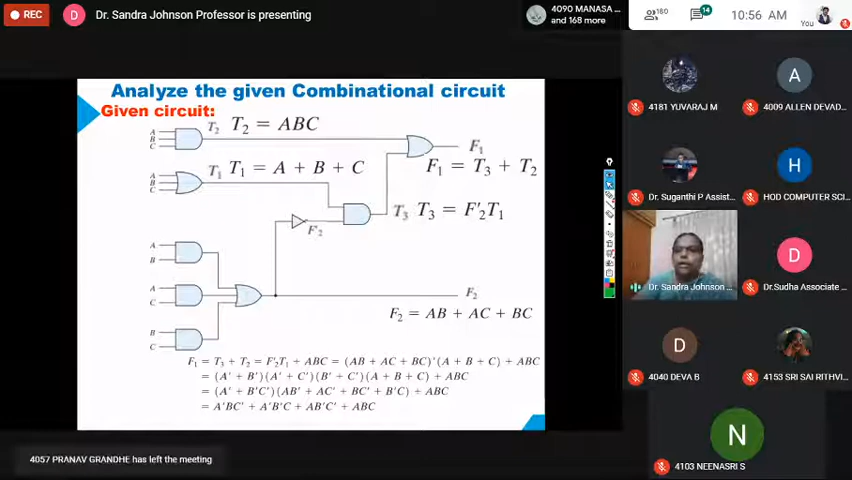 REC
D
Dr. Sandra Johnson Professor is presenting
4090 MANASA ...
and 168 more
180
14
10:56 AM
You
Analyze the given Combinational circuit
Given circuit:
A
B
C
T2
T2 = ABC
F1
F1 = T3 + T2
A
B
C
T1
T1 = A + B + C
T3
T3 = F'2T1
F2
A
B
A
C
F2
F2 = AB + AC + BC
B
C
F1 = T3 + T2 = F'2T1 + ABC = (AB + AC + BC)'(A + B + C) + ABC
= (A' + B')(A' + C')(B' + C')(A + B + C) + ABC
= (A' + B'C')(AB' + AC' + BC' + B'C) + ABC
= A'BC' + A'B'C + AB'C' + ABC
4181 YUVARAJ M
A
4009 ALLEN DEVAD...
Dr. Suganthi P Assist...
H
HOD COMPUTER SCI...
Dr. Sandra Johnson ...
D
Dr.Sudha Associate ...
D
4040 DEVA B
4153 SRI SAI RITHVI...
N
4103 NEENASRI S
4057 PRANAV GRANDHE has left the meeting